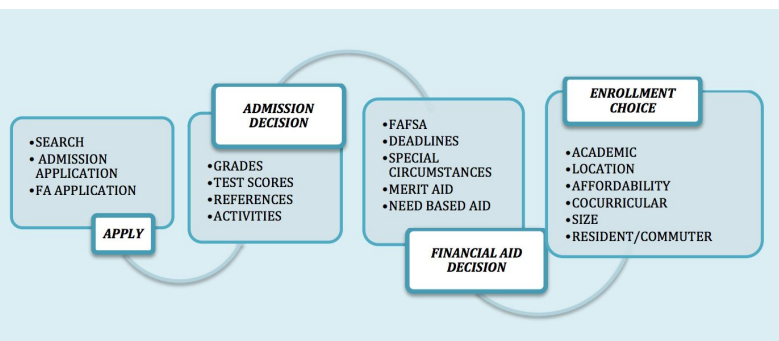 •SEARCH
• ADMISSION
APPLICATION
•FA APPLICATION
APPLY
ADMISSION
DECISION
•GRADES
•TEST SCORES
•REFERENCES
•ACTIVITIES
•FAFSA
•DEADLINES
•SPECIAL
CIRCUMSTANCES
•MERIT AID
•NEED BASED AID
FINANCIAL AID
DECISION
ENROLLMENT
CHOICE
•ACADEMIC
•LOCATION
•AFFORDABILITY
•COCURRICULAR
•SIZE
•RESIDENT/COMMUTER